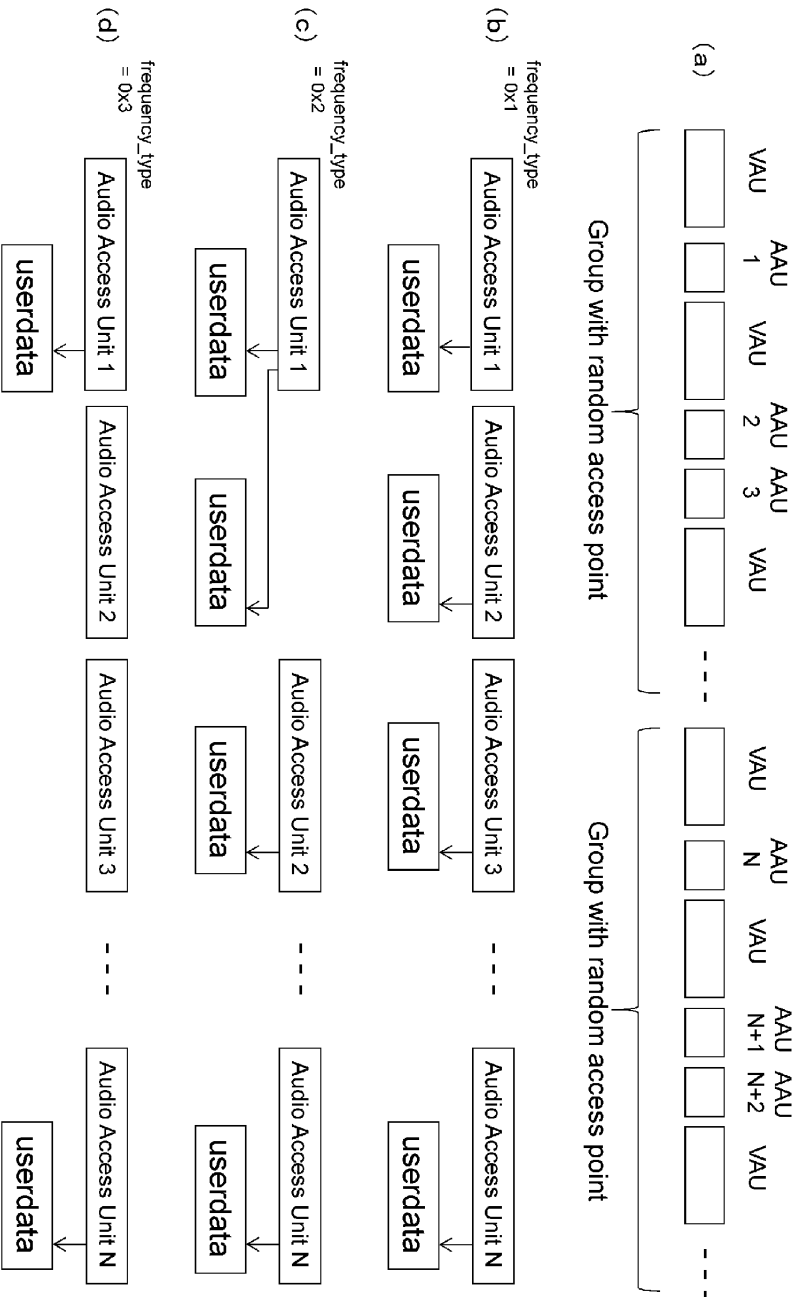 (a)
VAU
AAU
1
VAU
AAU
2
AAU
3
VAU
- - -
VAU
AAU
N
VAU
AAU
N+1
AAU
N+2
VAU
- - -
Group with random access point
Group with random access point
(b)
frequency_type
= 0x1
Audio Access Unit 1
Audio Access Unit 2
Audio Access Unit 3
Audio Access Unit N
userdata
userdata
userdata
userdata
(c)
frequency_type
= 0x2
Audio Access Unit 1
Audio Access Unit 2
- - -
Audio Access Unit N
userdata
userdata
userdata
userdata
(d)
frequency_type
= 0x3
Audio Access Unit 1
Audio Access Unit 2
Audio Access Unit 3
- - -
Audio Access Unit N
userdata
userdata